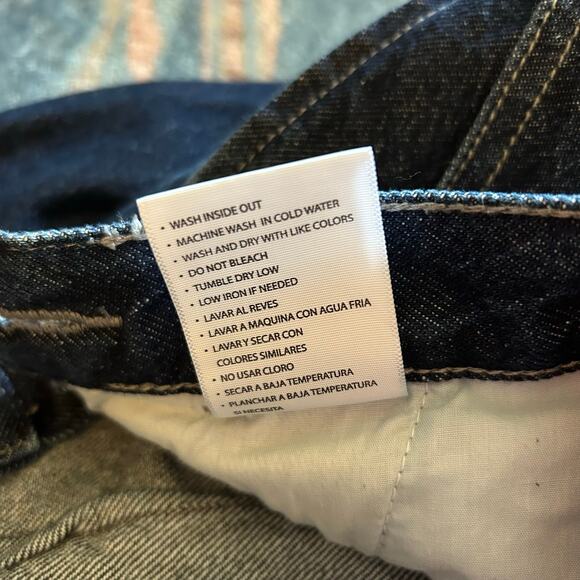 • WASH INSIDE OUT
• MACHINE WASH IN COLD WATER
• WASH AND DRY WITH LIKE COLORS
• DO NOT BLEACH
• TUMBLE DRY LOW
• LOW IRON IF NEEDED
• LAVAR AL REVES
• LAVAR A MAQUINA CON AGUA FRIA
• LAVAR Y SECAR CON
COLORES SIMILARES
• NO USAR CLORO
• SECAR A BAJA TEMPERATURA
• PLANCHAR A BAJA TEMPERATURA
SI NECESITA